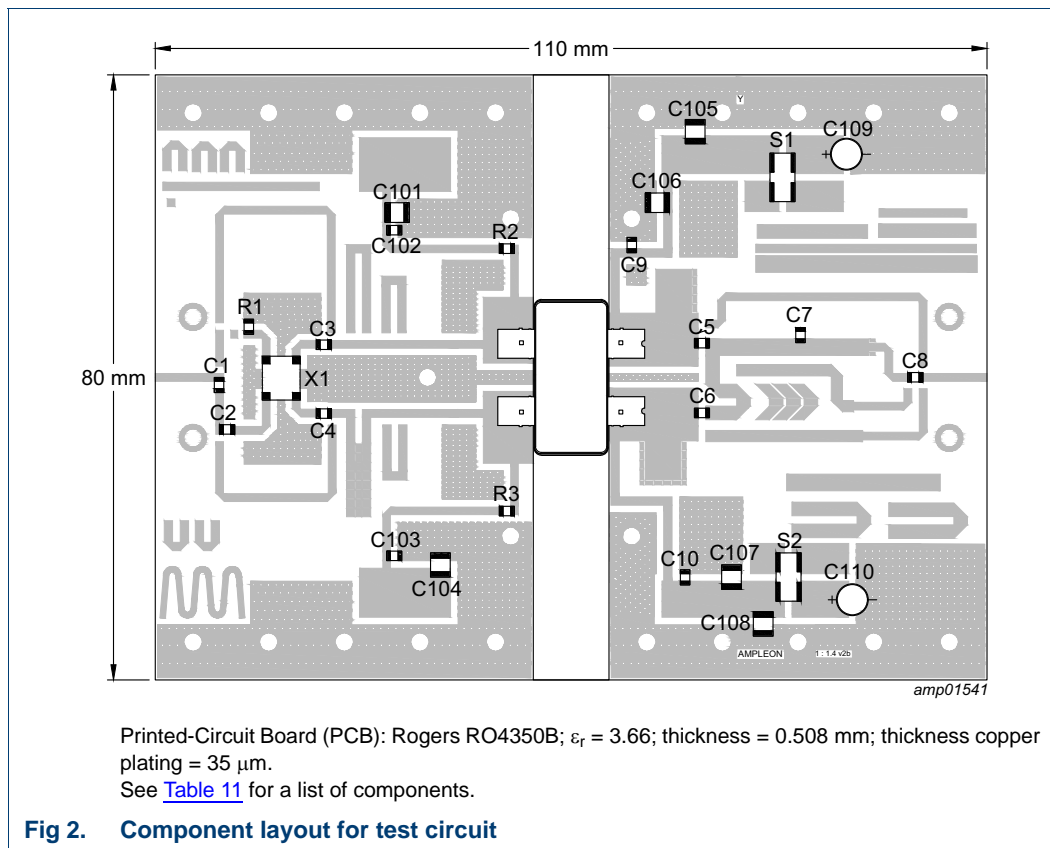 110 mm
Y
C105
S1
C109
C101
C106
C102
R2
C9
R1
C3
C5
C7
C1
X1
C8
80 mm
C2
C4
C6
R3
C103
C10
C107
S2
C104
C110
C108
AMPLEON
1 : 1.4 v2b
amp01541
Printed-Circuit Board (PCB): Rogers RO4350B; εr = 3.66; thickness = 0.508 mm; thickness copper
plating = 35 μm.
See Table 11 for a list of components.
Fig 2. Component layout for test circuit